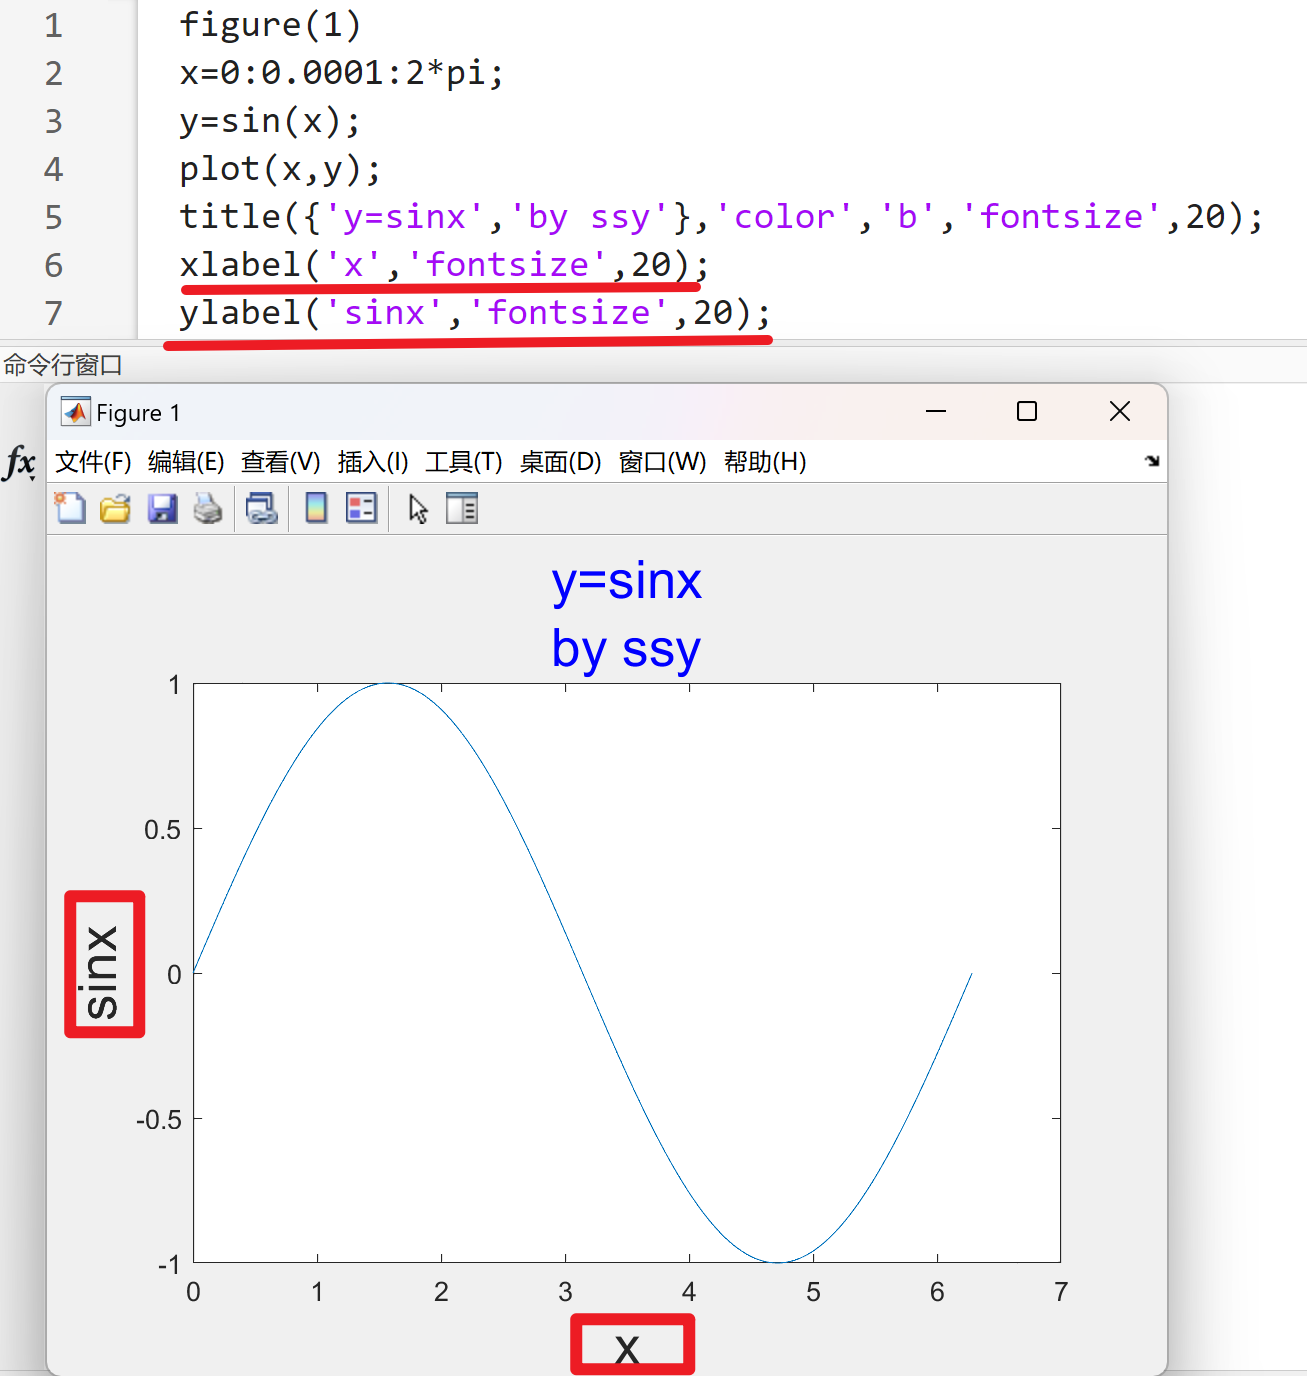 1 figure(1)
2 x=0:0.0001:2*pi;
3 y=sin(x);
4 plot(x,y);
5 title({'y=sinx','by ssy'},'color','b','fontsize',20);
6 xlabel('x','fontsize',20);
7 ylabel('sinx','fontsize',20);
命令行窗口
fx
Figure 1
文件(F) 编辑(E) 查看(V) 插入(I) 工具(T) 桌面(D) 窗口(W) 帮助(H)
y=sinx
by ssy
1
0.5
0
-0.5
-1
sinx
0 1 2 3 4 5 6 7
x